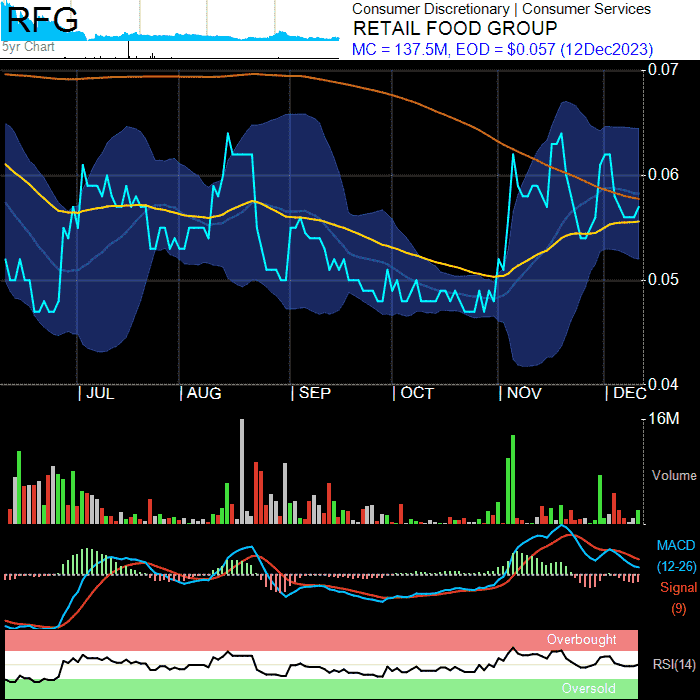 RFG
5yr Chart
Consumer Discretionary | Consumer Services
RETAIL FOOD GROUP
MC = 137.5M, EOD = $0.057 (12Dec2023)
0.07
0.06
0.05
0.04
| JUL | AUG | SEP | OCT | NOV | DEC
16M
Volume
MACD
(12-26)
Signal
(9)
Overbought
RSI(14)
Oversold